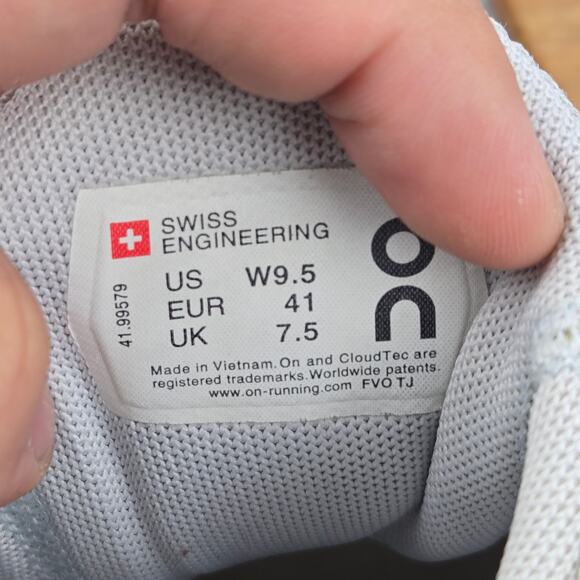 SWISS
ENGINEERING
US W9.5
EUR 41
UK 7.5
41.99579
on
Made in Vietnam. On and CloudTec are
registered trademarks. Worldwide patents.
www.on-running.com FVO TJ